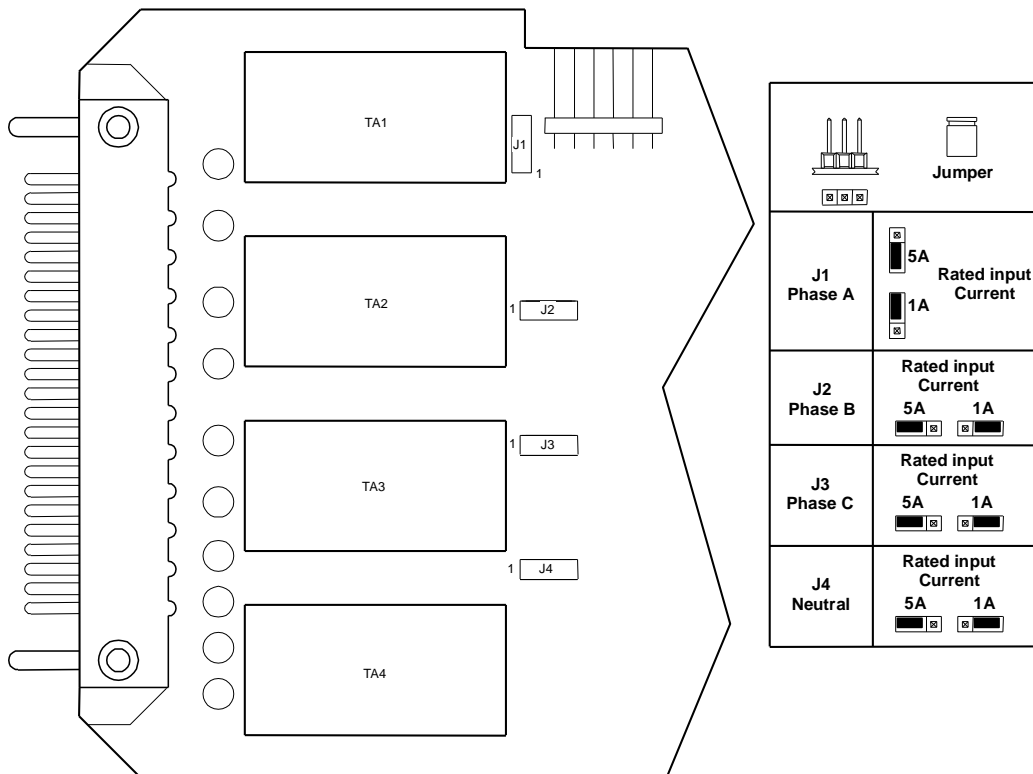 TA1
J1
1
TA2
1 J2
TA3
1 J3
1 J4
TA4
Jumper
J1
Phase A
5A
1A
Rated input
Current
J2
Phase B
Rated input
Current
5A 1A
J3
Phase C
Rated input
Current
5A 1A
J4
Neutral
Rated input
Current
5A 1A